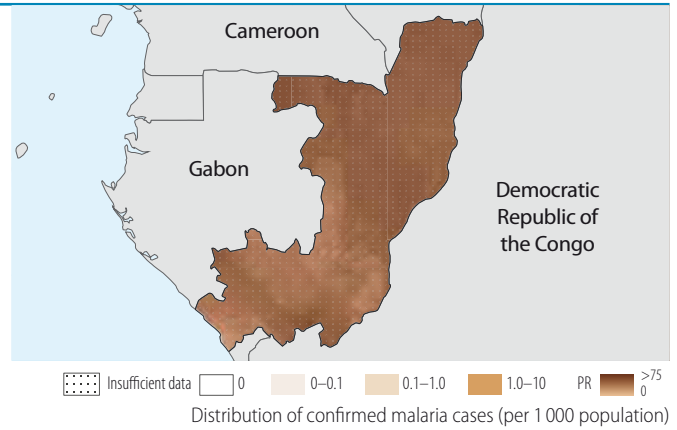 Cameroon
Gabon
Democratic
Republic of
the Congo
Insufficient data 0 0–0.1 0.1–1.0 1.0–10 PR >75
0
Distribution of confirmed malaria cases (per 1 000 population)